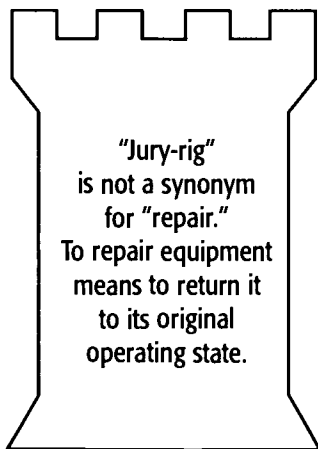 "Jury-rig"
is not a synonym
for "repair."
To repair equipment
means to return it
to its original
operating state.